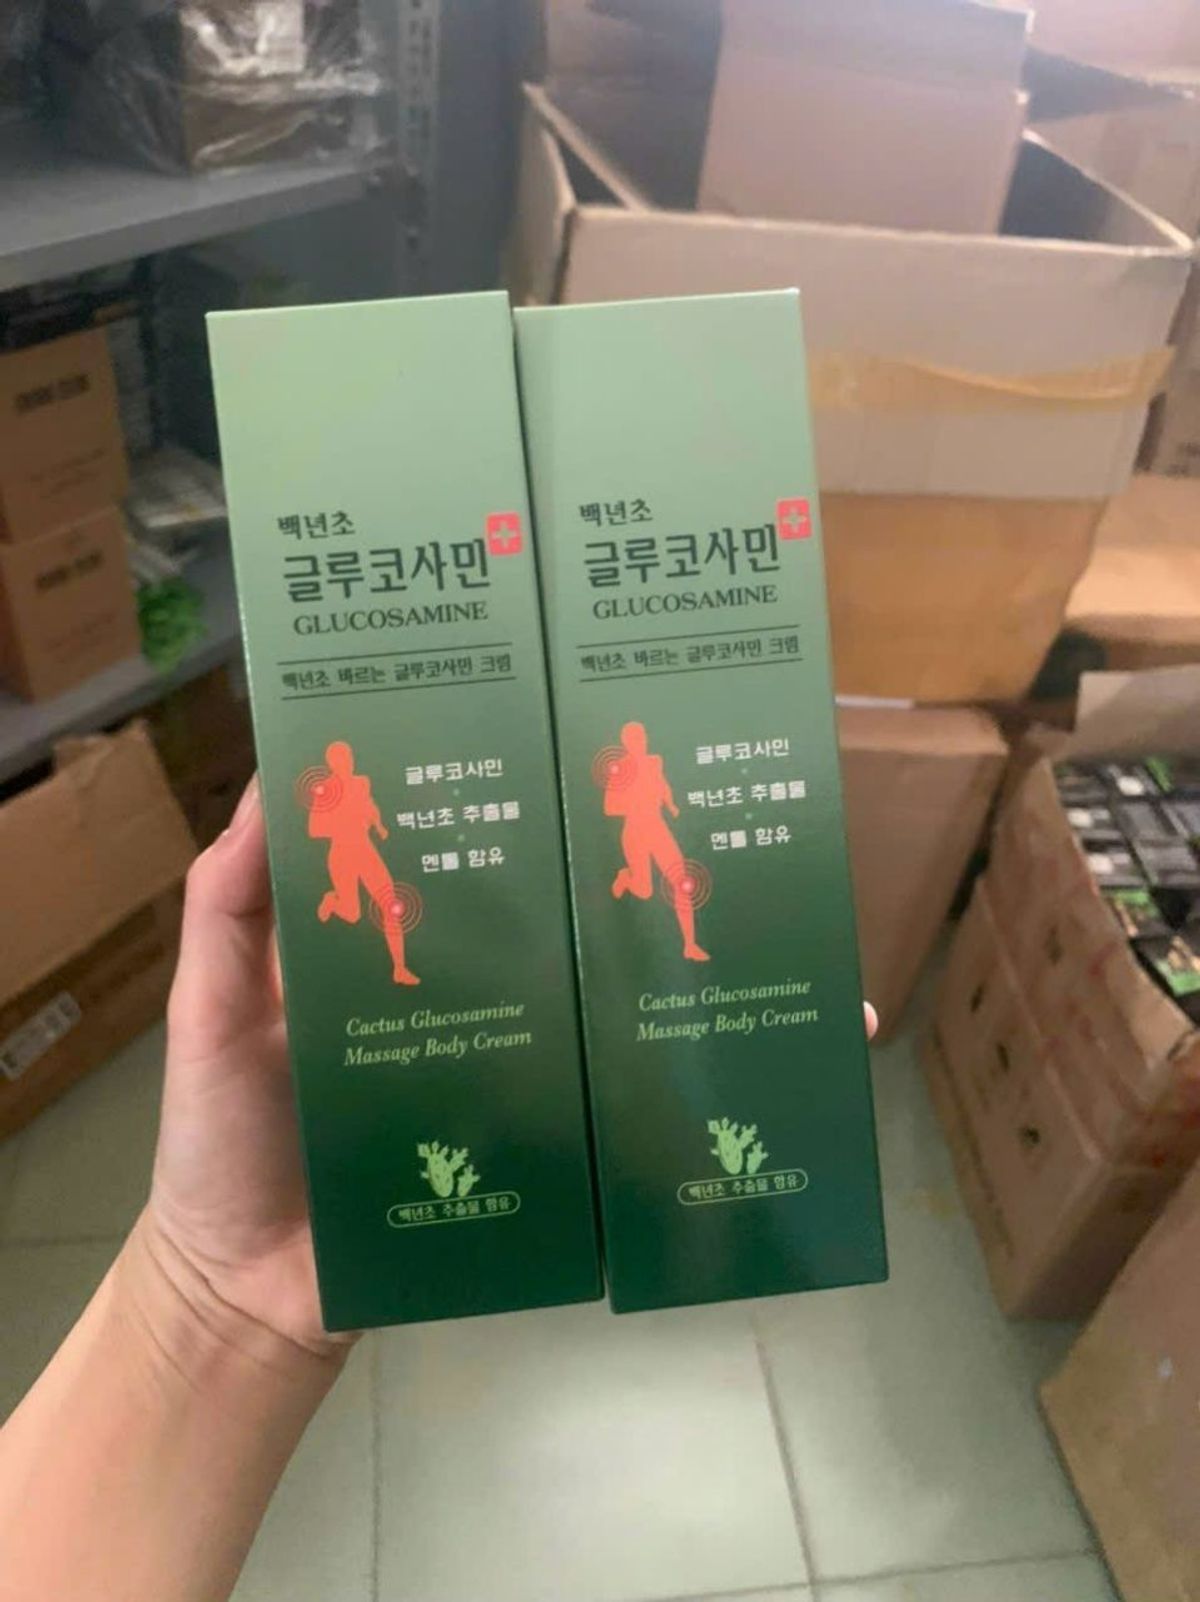 백년초
글루코사민
GLUCOSAMINE
백년초 바르는 글루코사민 크림
글루코사민
백년초 추출물
멘톨 함유
Cactus Glucosamine
Massage Body Cream
백년초 추출물 함유
백년초
글루코사민
GLUCOSAMINE
백년초 바르는 글루코사민 크림
글루코사민
백년초 추출물
멘톨 함유
Cactus Glucosamine
Massage Body Cream
백년초 추출물 함유